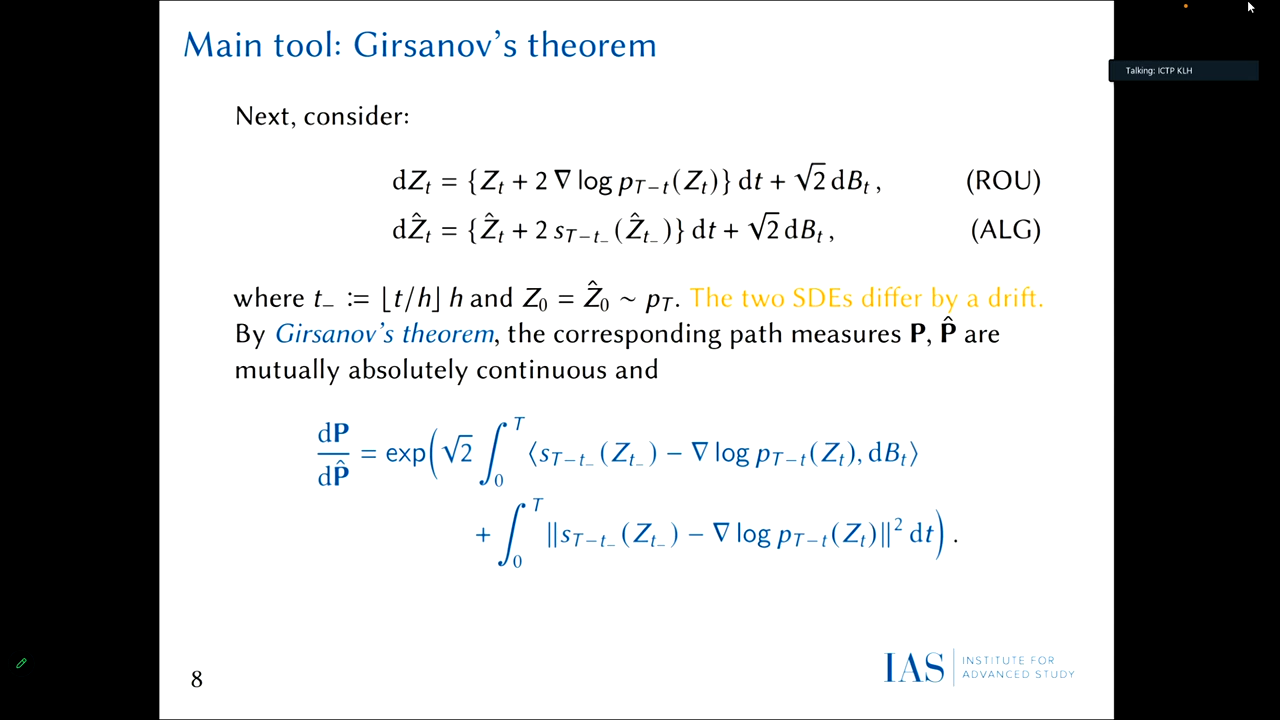 Main tool: Girsanov's theorem
Talking: ICTP KLH
Next, consider:
dZ_t = {Z_t + 2 ∇ log p_{T−t}(Z_t)} dt + √2 dB_t , (ROU)
dẐ_t = {Ẑ_t + 2 s_{T−t_−}(Ẑ_{t_−})} dt + √2 dB_t , (ALG)
where t_− := ⌊t/h⌋ h and Z_0 = Ẑ_0 ∼ p_T. The two SDEs differ by a drift.
By Girsanov's theorem, the corresponding path measures P, P̂ are
mutually absolutely continuous and
dP/dP̂ = exp(√2 ∫_0^T ⟨s_{T−t_−}(Z_{t_−}) − ∇ log p_{T−t}(Z_t), dB_t⟩
+ ∫_0^T ‖s_{T−t_−}(Z_{t_−}) − ∇ log p_{T−t}(Z_t)‖² dt) .
8
IAS INSTITUTE FOR
ADVANCED STUDY